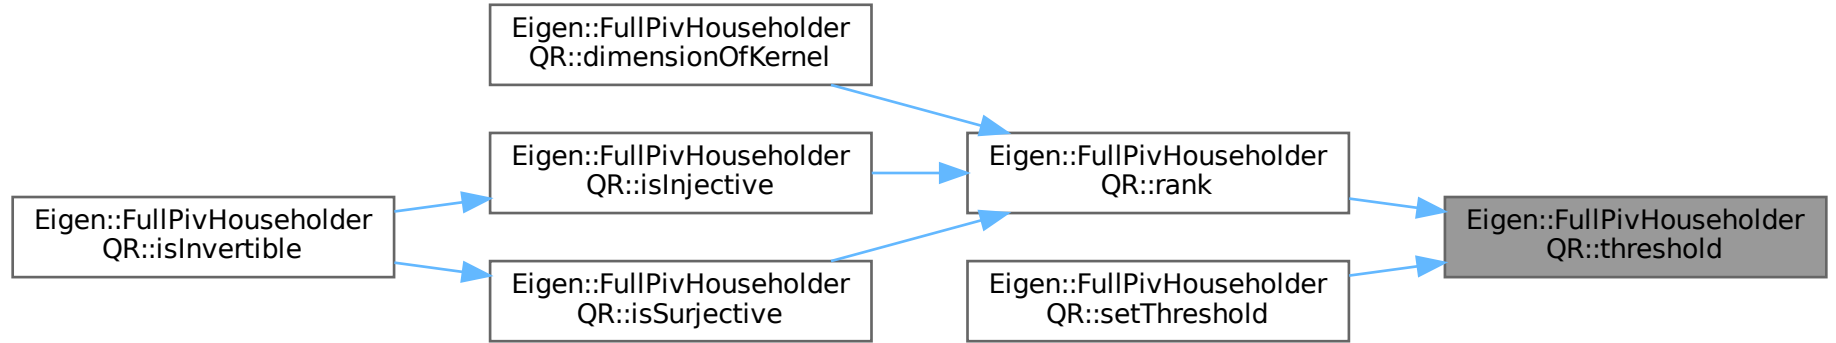 Eigen::FullPivHouseholder
QR::dimensionOfKernel
Eigen::FullPivHouseholder
QR::isInjective
Eigen::FullPivHouseholder
QR::rank
Eigen::FullPivHouseholder
QR::isInvertible
Eigen::FullPivHouseholder
QR::threshold
Eigen::FullPivHouseholder
QR::isSurjective
Eigen::FullPivHouseholder
QR::setThreshold